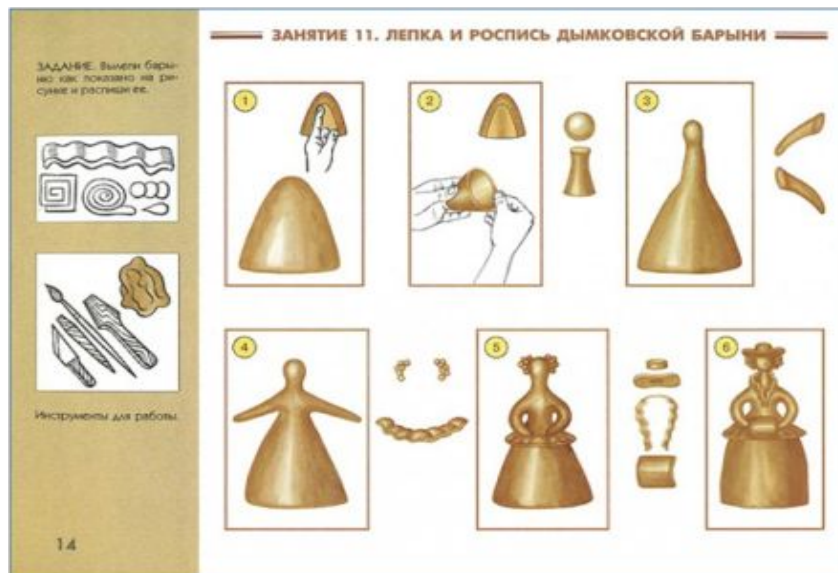 ЗАНЯТИЕ 11. ЛЕПКА И РОСПИСЬ ДЫМКОВСКОЙ БАРЫНИ
ЗАДАНИЕ. Вылепи бары-
ню как показано на ри-
сунке и распиши ее.
1
2
3
4
5
6
Инструменты для работы.
14